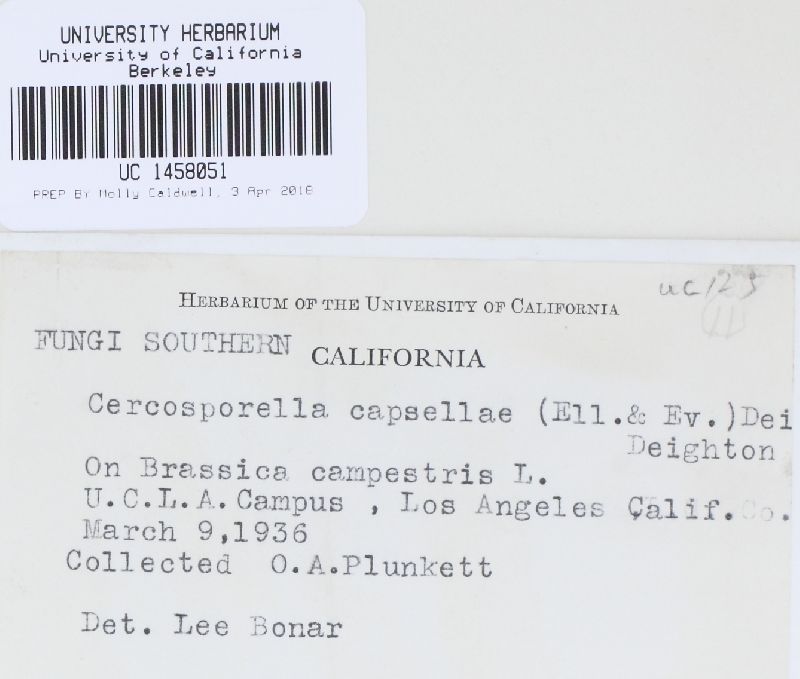 UNIVERSITY HERBARIUM
University of California
Berkeley
UC 1458051
PREP BY Molly Caldwell, 3 Apr 2018
HERBARIUM OF THE UNIVERSITY OF CALIFORNIA
FUNGI SOUTHERN CALIFORNIA
Cercosporella capsellae (Ell.& Ev.)Dei
Deighton
On Brassica campestris L.
U.C.L.A.Campus , Los Angeles Calif. Co.
March 9,1936
Collected O.A.Plunkett
Det. Lee Bonar